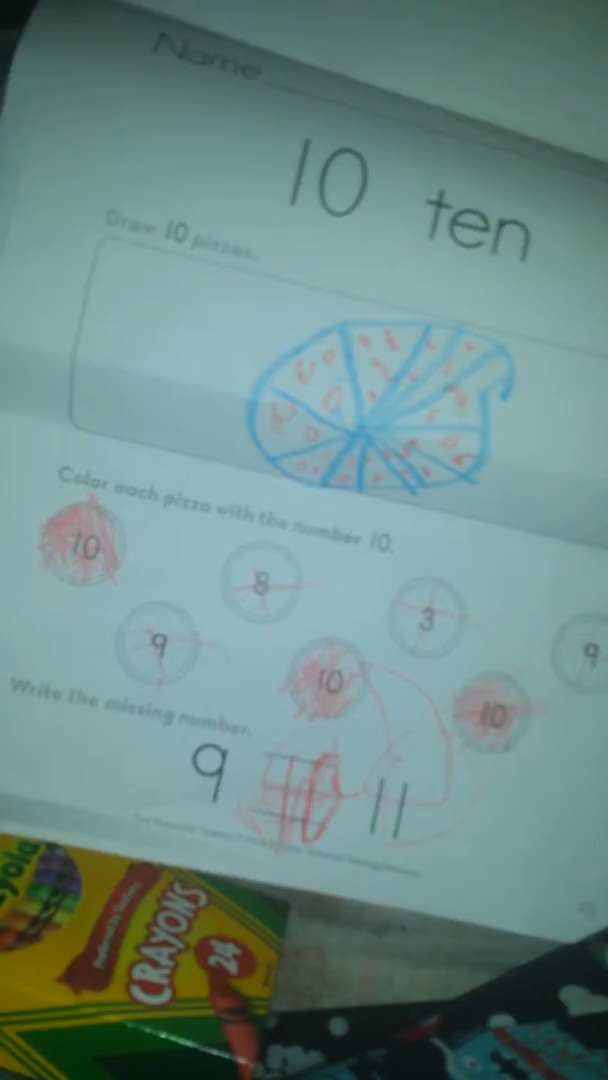 Name
10 ten
Draw 10 pizzas.
Color each pizza with the number 10.
10 8 3 9
9 10 10
Write the missing number.
9 10 11
CRAYONS
24